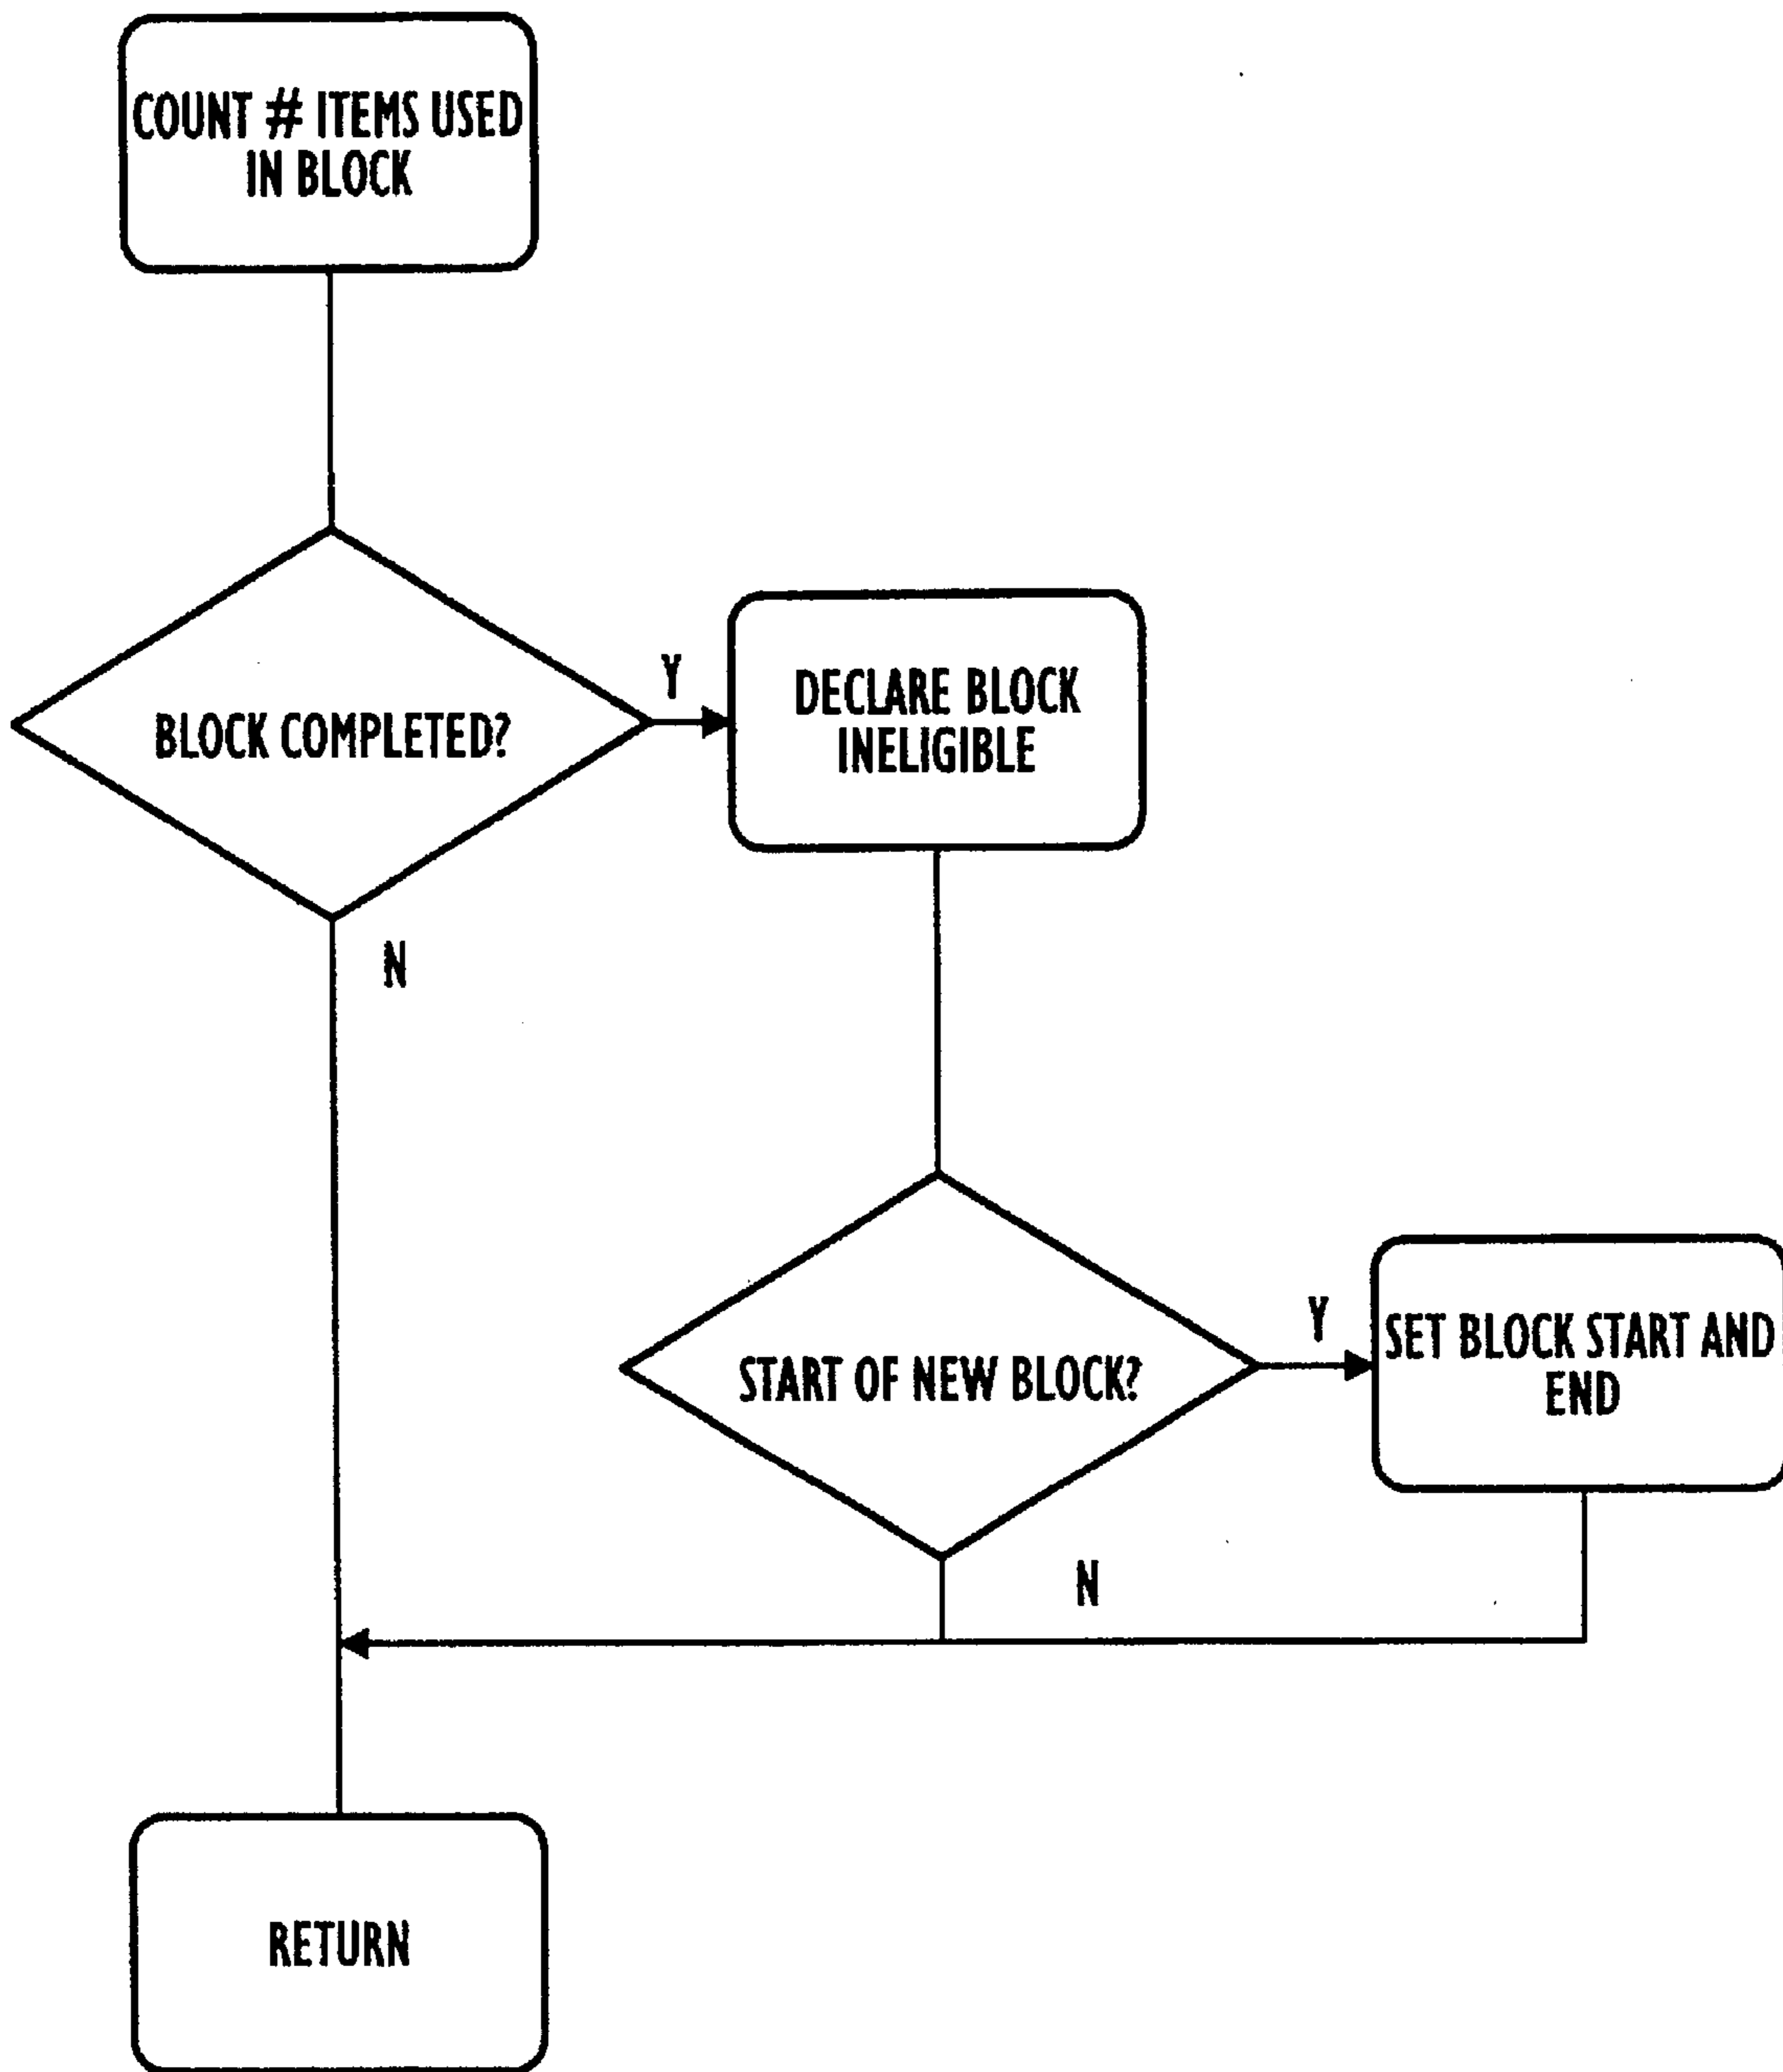 COUNT # ITEMS USED
IN BLOCK
BLOCK COMPLETED?
Y
DECLARE BLOCK
INELIGIBLE
N
START OF NEW BLOCK?
Y
SET BLOCK START AND
END
N
RETURN